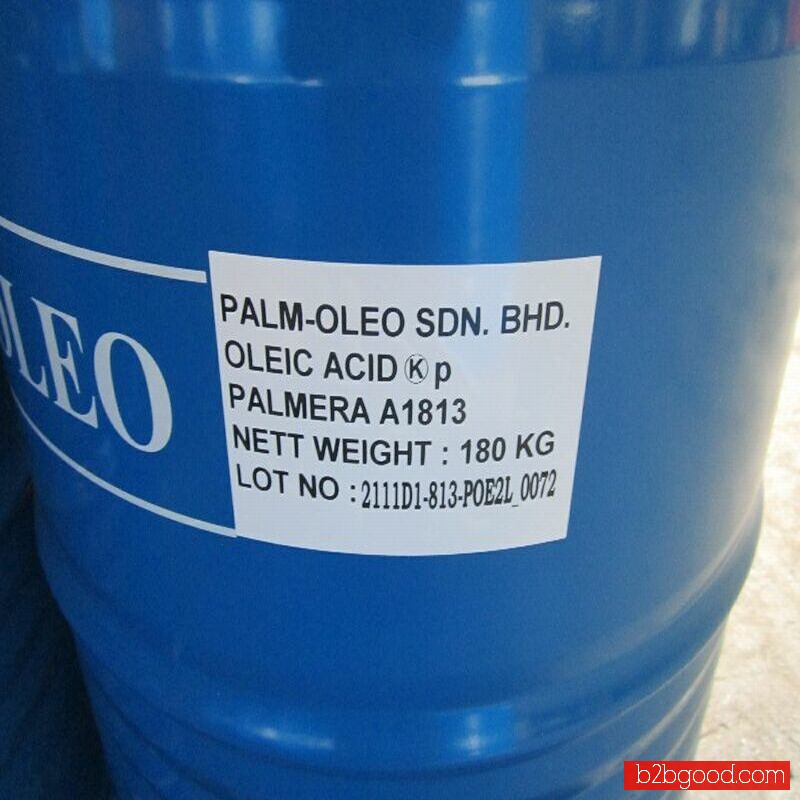 OLEO
PALM-OLEO SDN. BHD.
OLEIC ACID Ⓚ p
PALMERA A1813
NETT WEIGHT : 180 KG
LOT NO : 2111D1-813-POE2L_0072
b2bgood.com